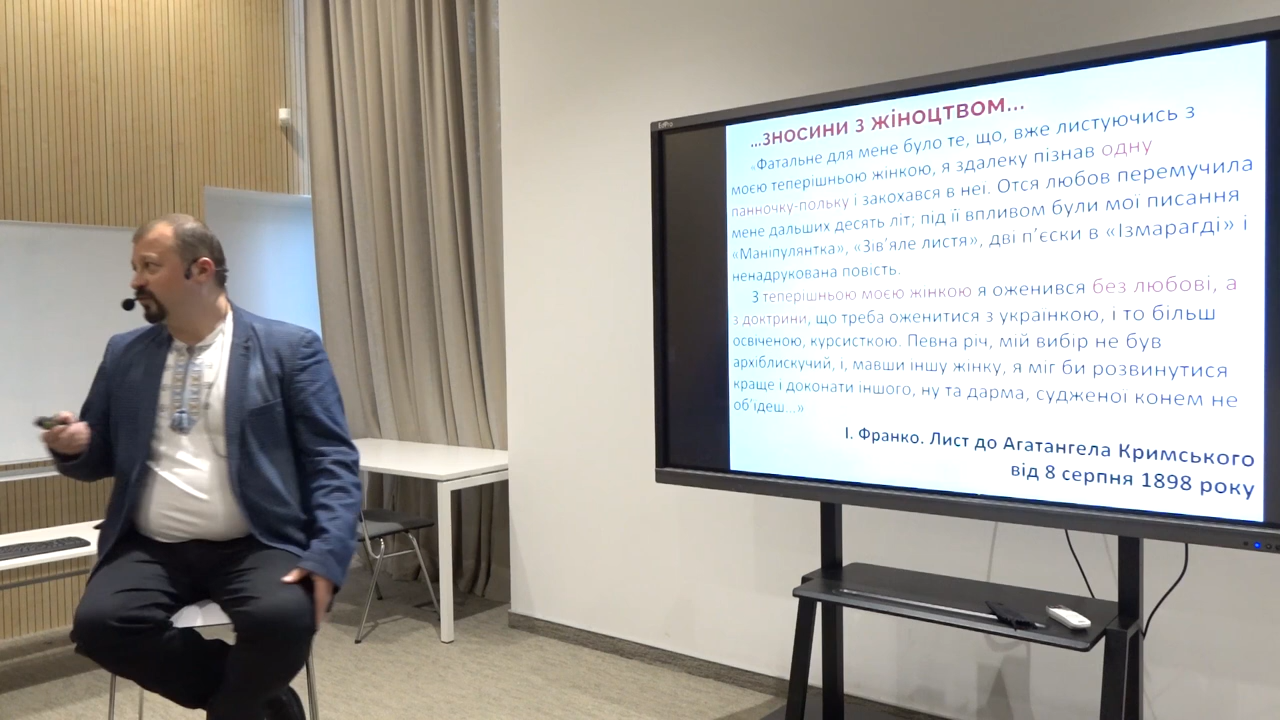 EdPro
...ЗНОСИНИ З ЖІНОЦТВОМ...
«Фатальне для мене було те, що, вже листуючись з
моєю теперішньою жінкою, я здалеку пізнав одну
панночку-польку і закохався в неї. Отся любов перемучила
мене дальших десять літ; під її впливом були мої писання
«Маніпулянтка», «Зів’яле листя», дві п’єски в «Ізмарагді» і
ненадрукована повість.
З теперішньою моєю жінкою я оженився без любові, а
з доктрини, що треба оженитися з українкою, і то більш
освіченою, курсисткою. Певна річ, мій вибір не був
архіблискучий, і, мавши іншу жінку, я міг би розвинутися
краще і доконати іншого, ну та дарма, судженої конем не
об’їдеш...»
І. Франко. Лист до Агатангела Кримського
від 8 серпня 1898 року